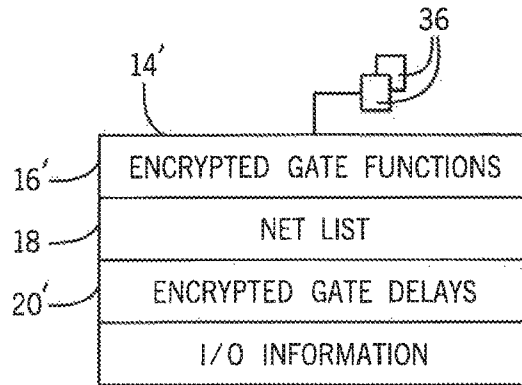 36
14'
16' ENCRYPTED GATE FUNCTIONS
18 NET LIST
20' ENCRYPTED GATE DELAYS
I/O INFORMATION